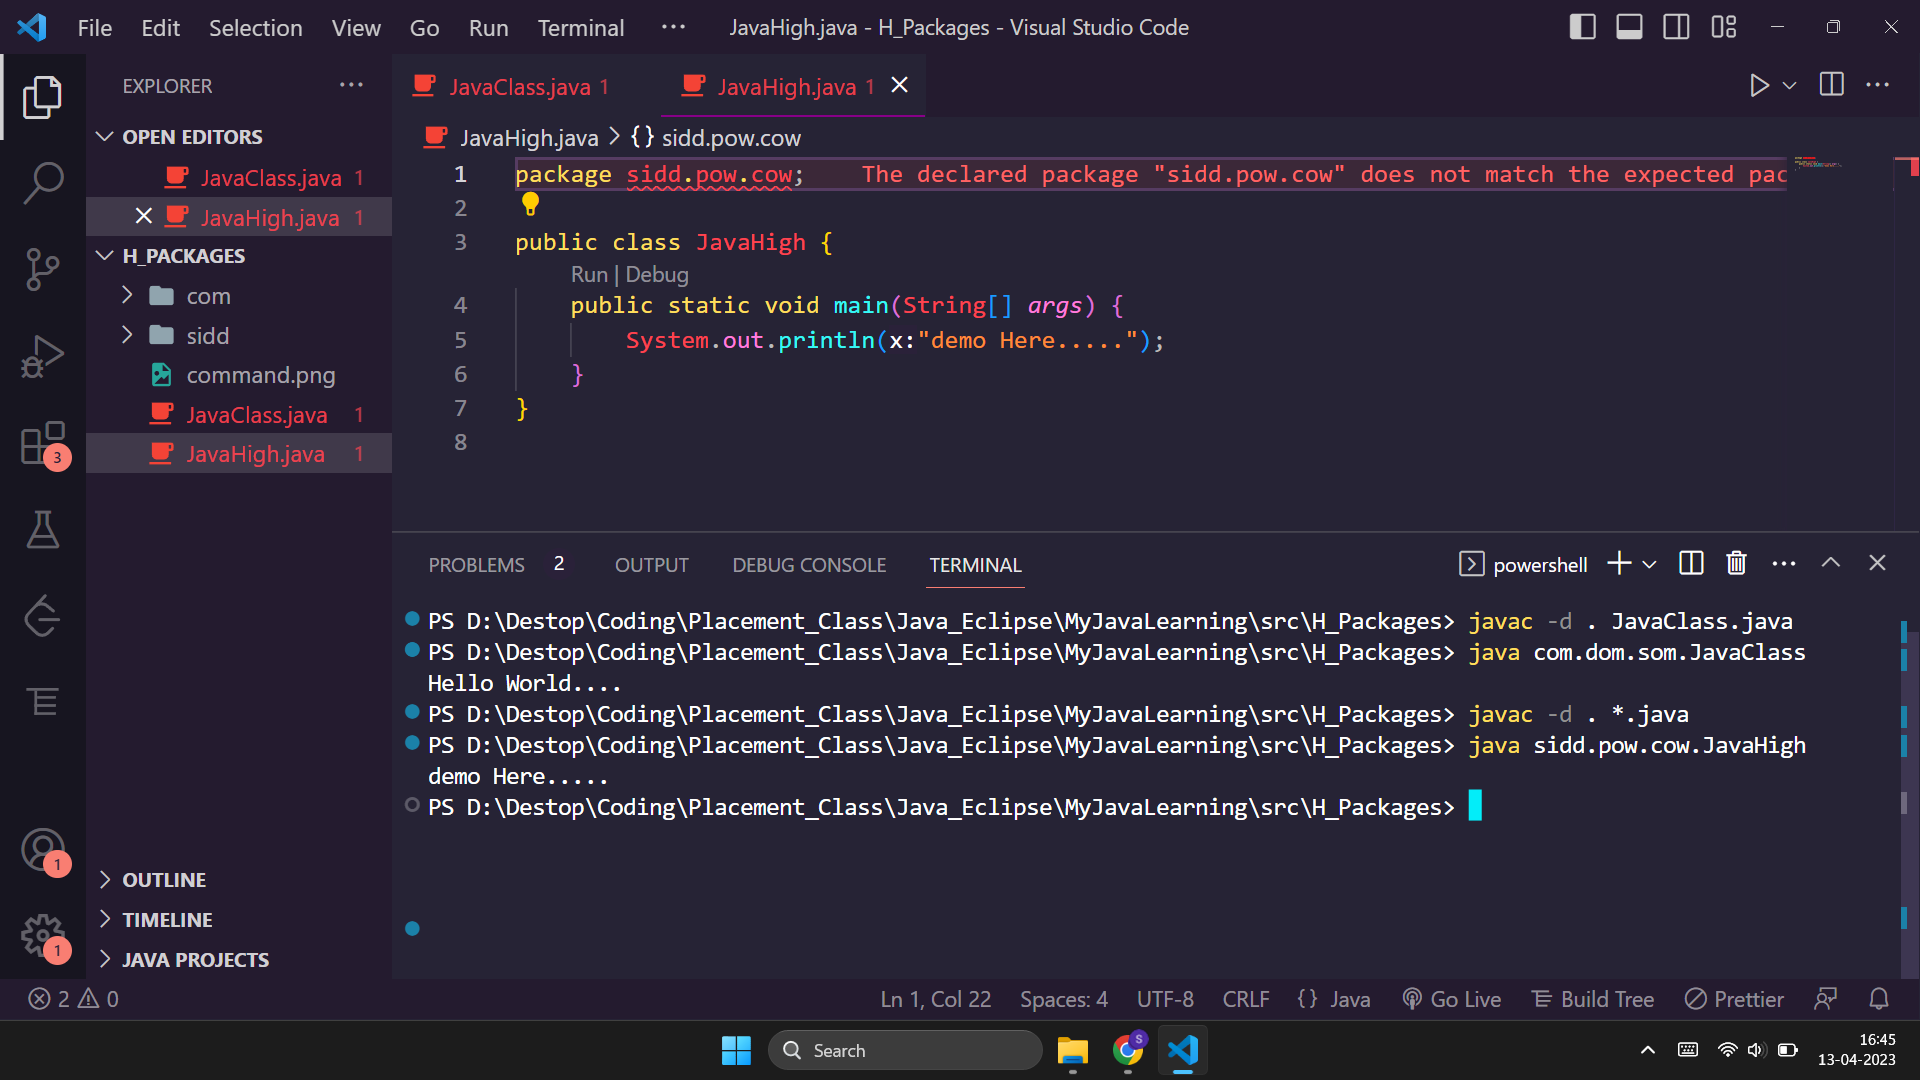 File Edit Selection View Go Run Terminal ··· JavaHigh.java - H_Packages - Visual Studio Code
EXPLORER ···
OPEN EDITORS
JavaClass.java 1
JavaHigh.java 1
H_PACKAGES
com
sidd
command.png
JavaClass.java 1
JavaHigh.java 1
OUTLINE
TIMELINE
JAVA PROJECTS
3
1
1
JavaClass.java 1 JavaHigh.java 1
JavaHigh.java > {} sidd.pow.cow
1 package sidd.pow.cow; The declared package "sidd.pow.cow" does not match the expected pac
2
3 public class JavaHigh {
Run | Debug
4 public static void main(String[] args) {
5 System.out.println(x:"demo Here.....");
6 }
7 }
8
PROBLEMS 2 OUTPUT DEBUG CONSOLE TERMINAL powershell
PS D:\Destop\Coding\Placement_Class\Java_Eclipse\MyJavaLearning\src\H_Packages> javac -d . JavaClass.java
PS D:\Destop\Coding\Placement_Class\Java_Eclipse\MyJavaLearning\src\H_Packages> java com.dom.som.JavaClass
Hello World....
PS D:\Destop\Coding\Placement_Class\Java_Eclipse\MyJavaLearning\src\H_Packages> javac -d . *.java
PS D:\Destop\Coding\Placement_Class\Java_Eclipse\MyJavaLearning\src\H_Packages> java sidd.pow.cow.JavaHigh
demo Here.....
PS D:\Destop\Coding\Placement_Class\Java_Eclipse\MyJavaLearning\src\H_Packages>
2 0 Ln 1, Col 22 Spaces: 4 UTF-8 CRLF {} Java Go Live Build Tree Prettier
Search S 16:45
13-04-2023